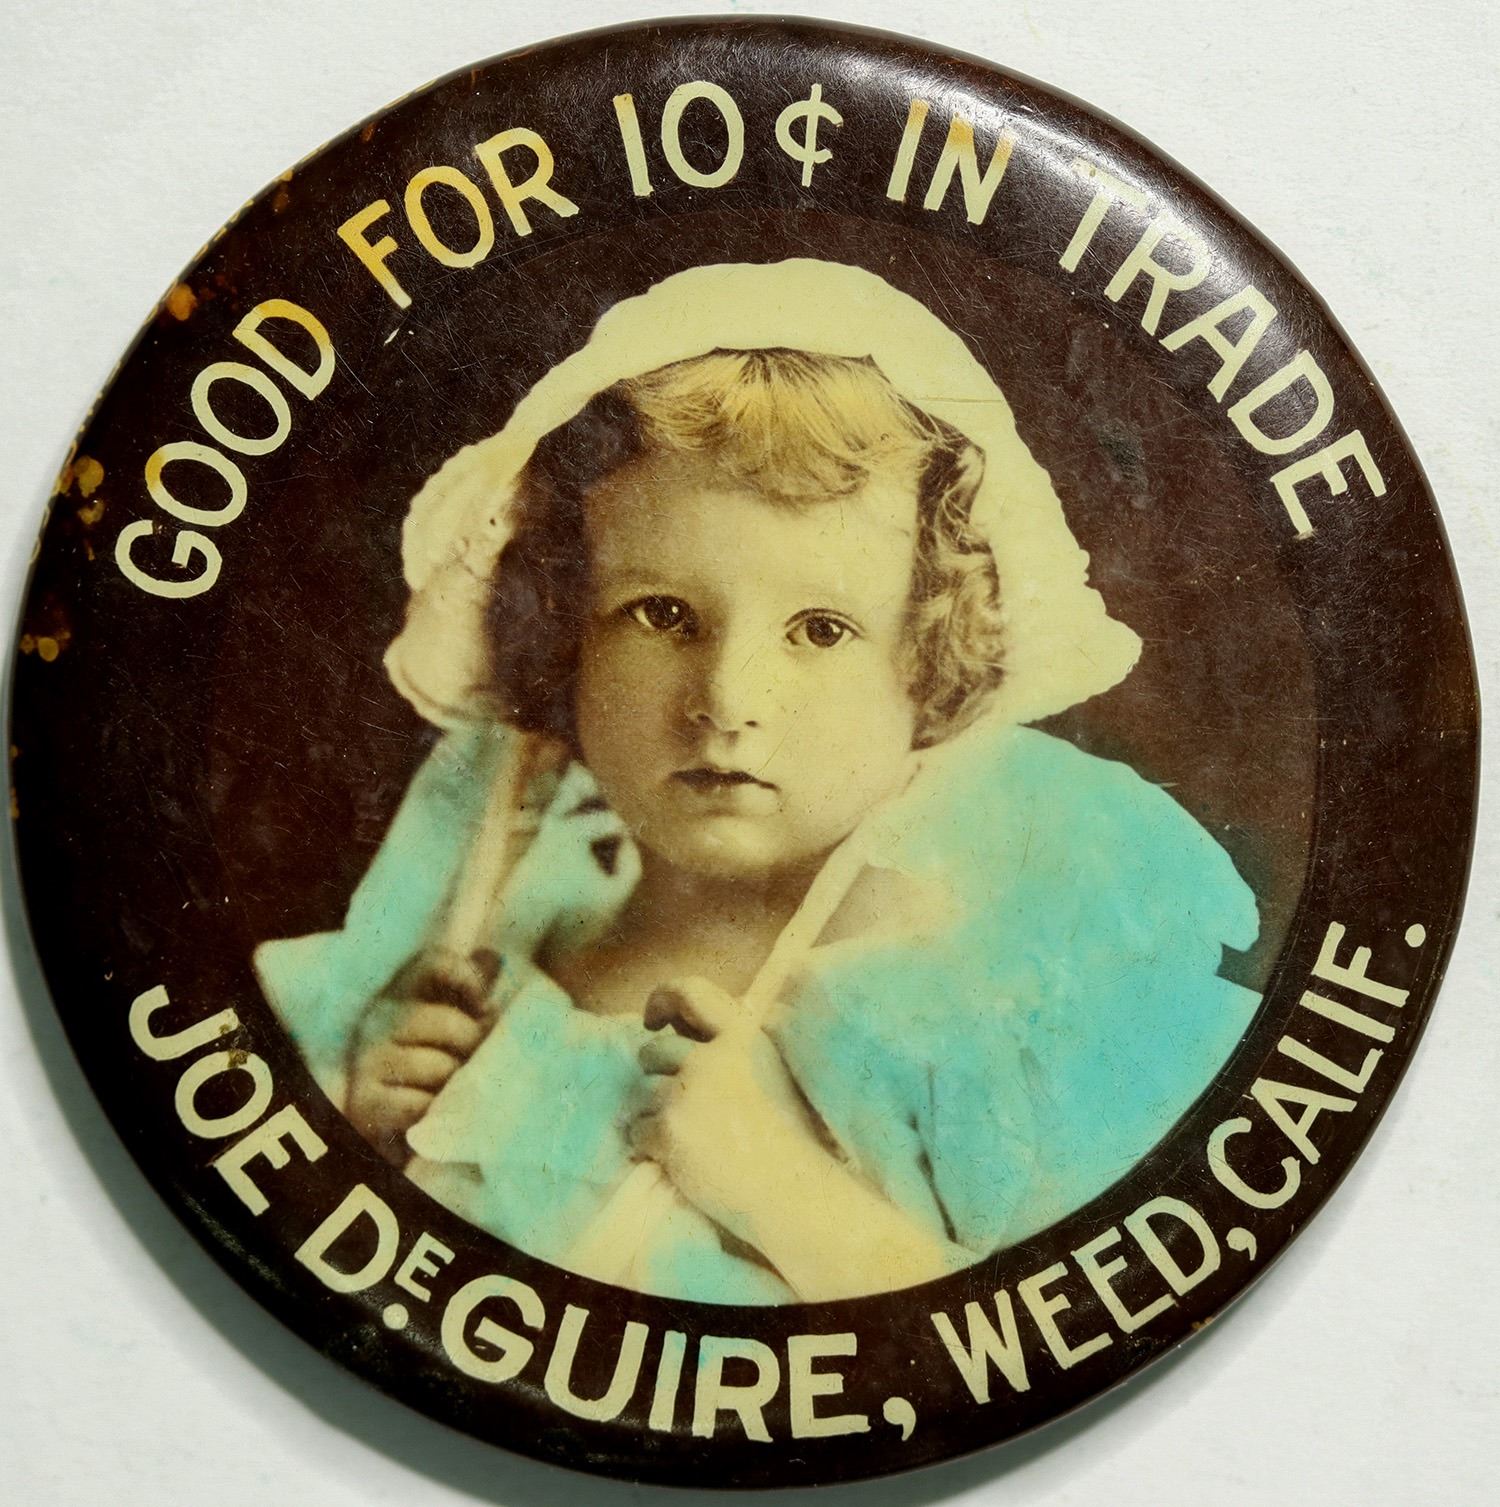 GOOD FOR 10¢ IN TRADE
JOE DE GUIRE, WEED, CALIF.